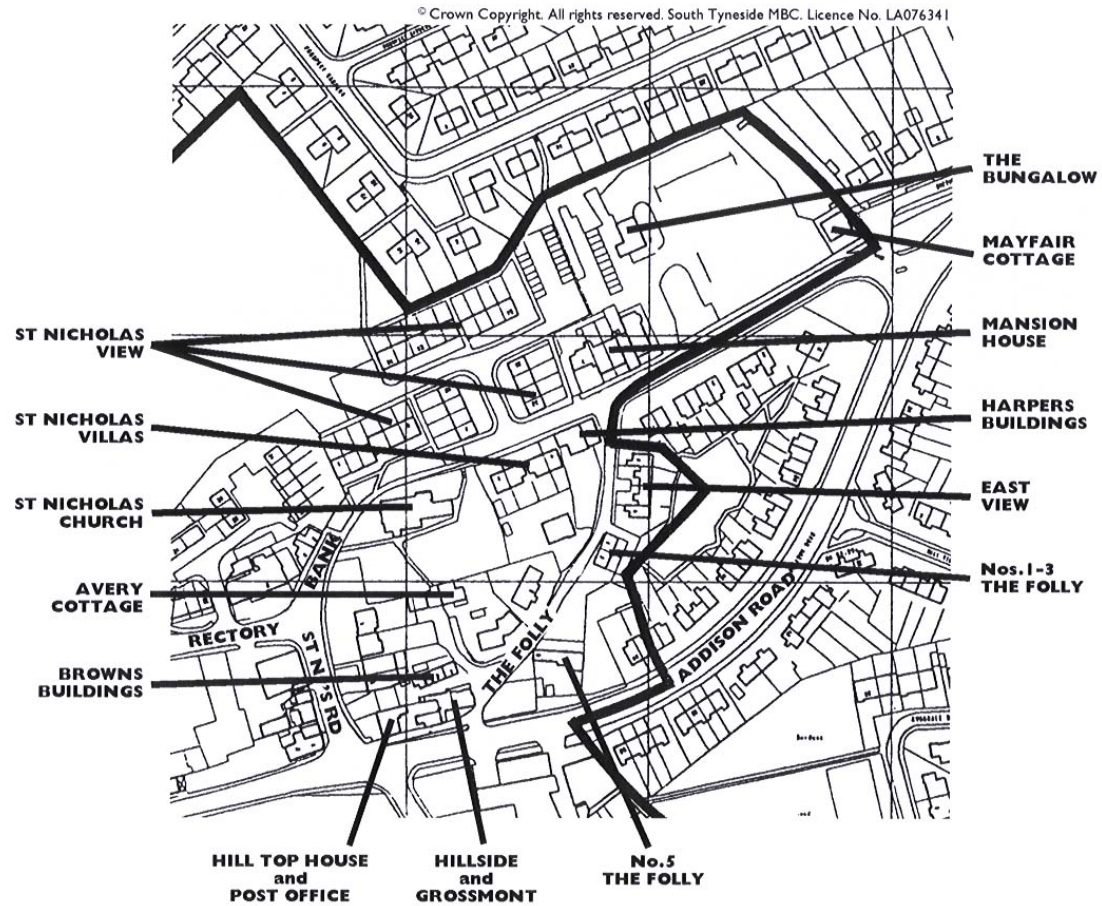 © Crown Copyright. All rights reserved. South Tyneside MBC. Licence No. LA076341
THE
BUNGALOW
MAYFAIR
COTTAGE
MANSION
HOUSE
HARPERS
BUILDINGS
EAST
VIEW
Nos. 1-3
THE FOLLY
ST NICHOLAS
VIEW
ST NICHOLAS
VILLAS
ST NICHOLAS
CHURCH
AVERY
COTTAGE
BROWNS
BUILDINGS
BANK
RECTORY
ST N 'S RD
THE FOLLY
ADDISON ROAD
HILL TOP HOUSE
and
POST OFFICE
HILLSIDE
and
GROSSMONT
No.5
THE FOLLY